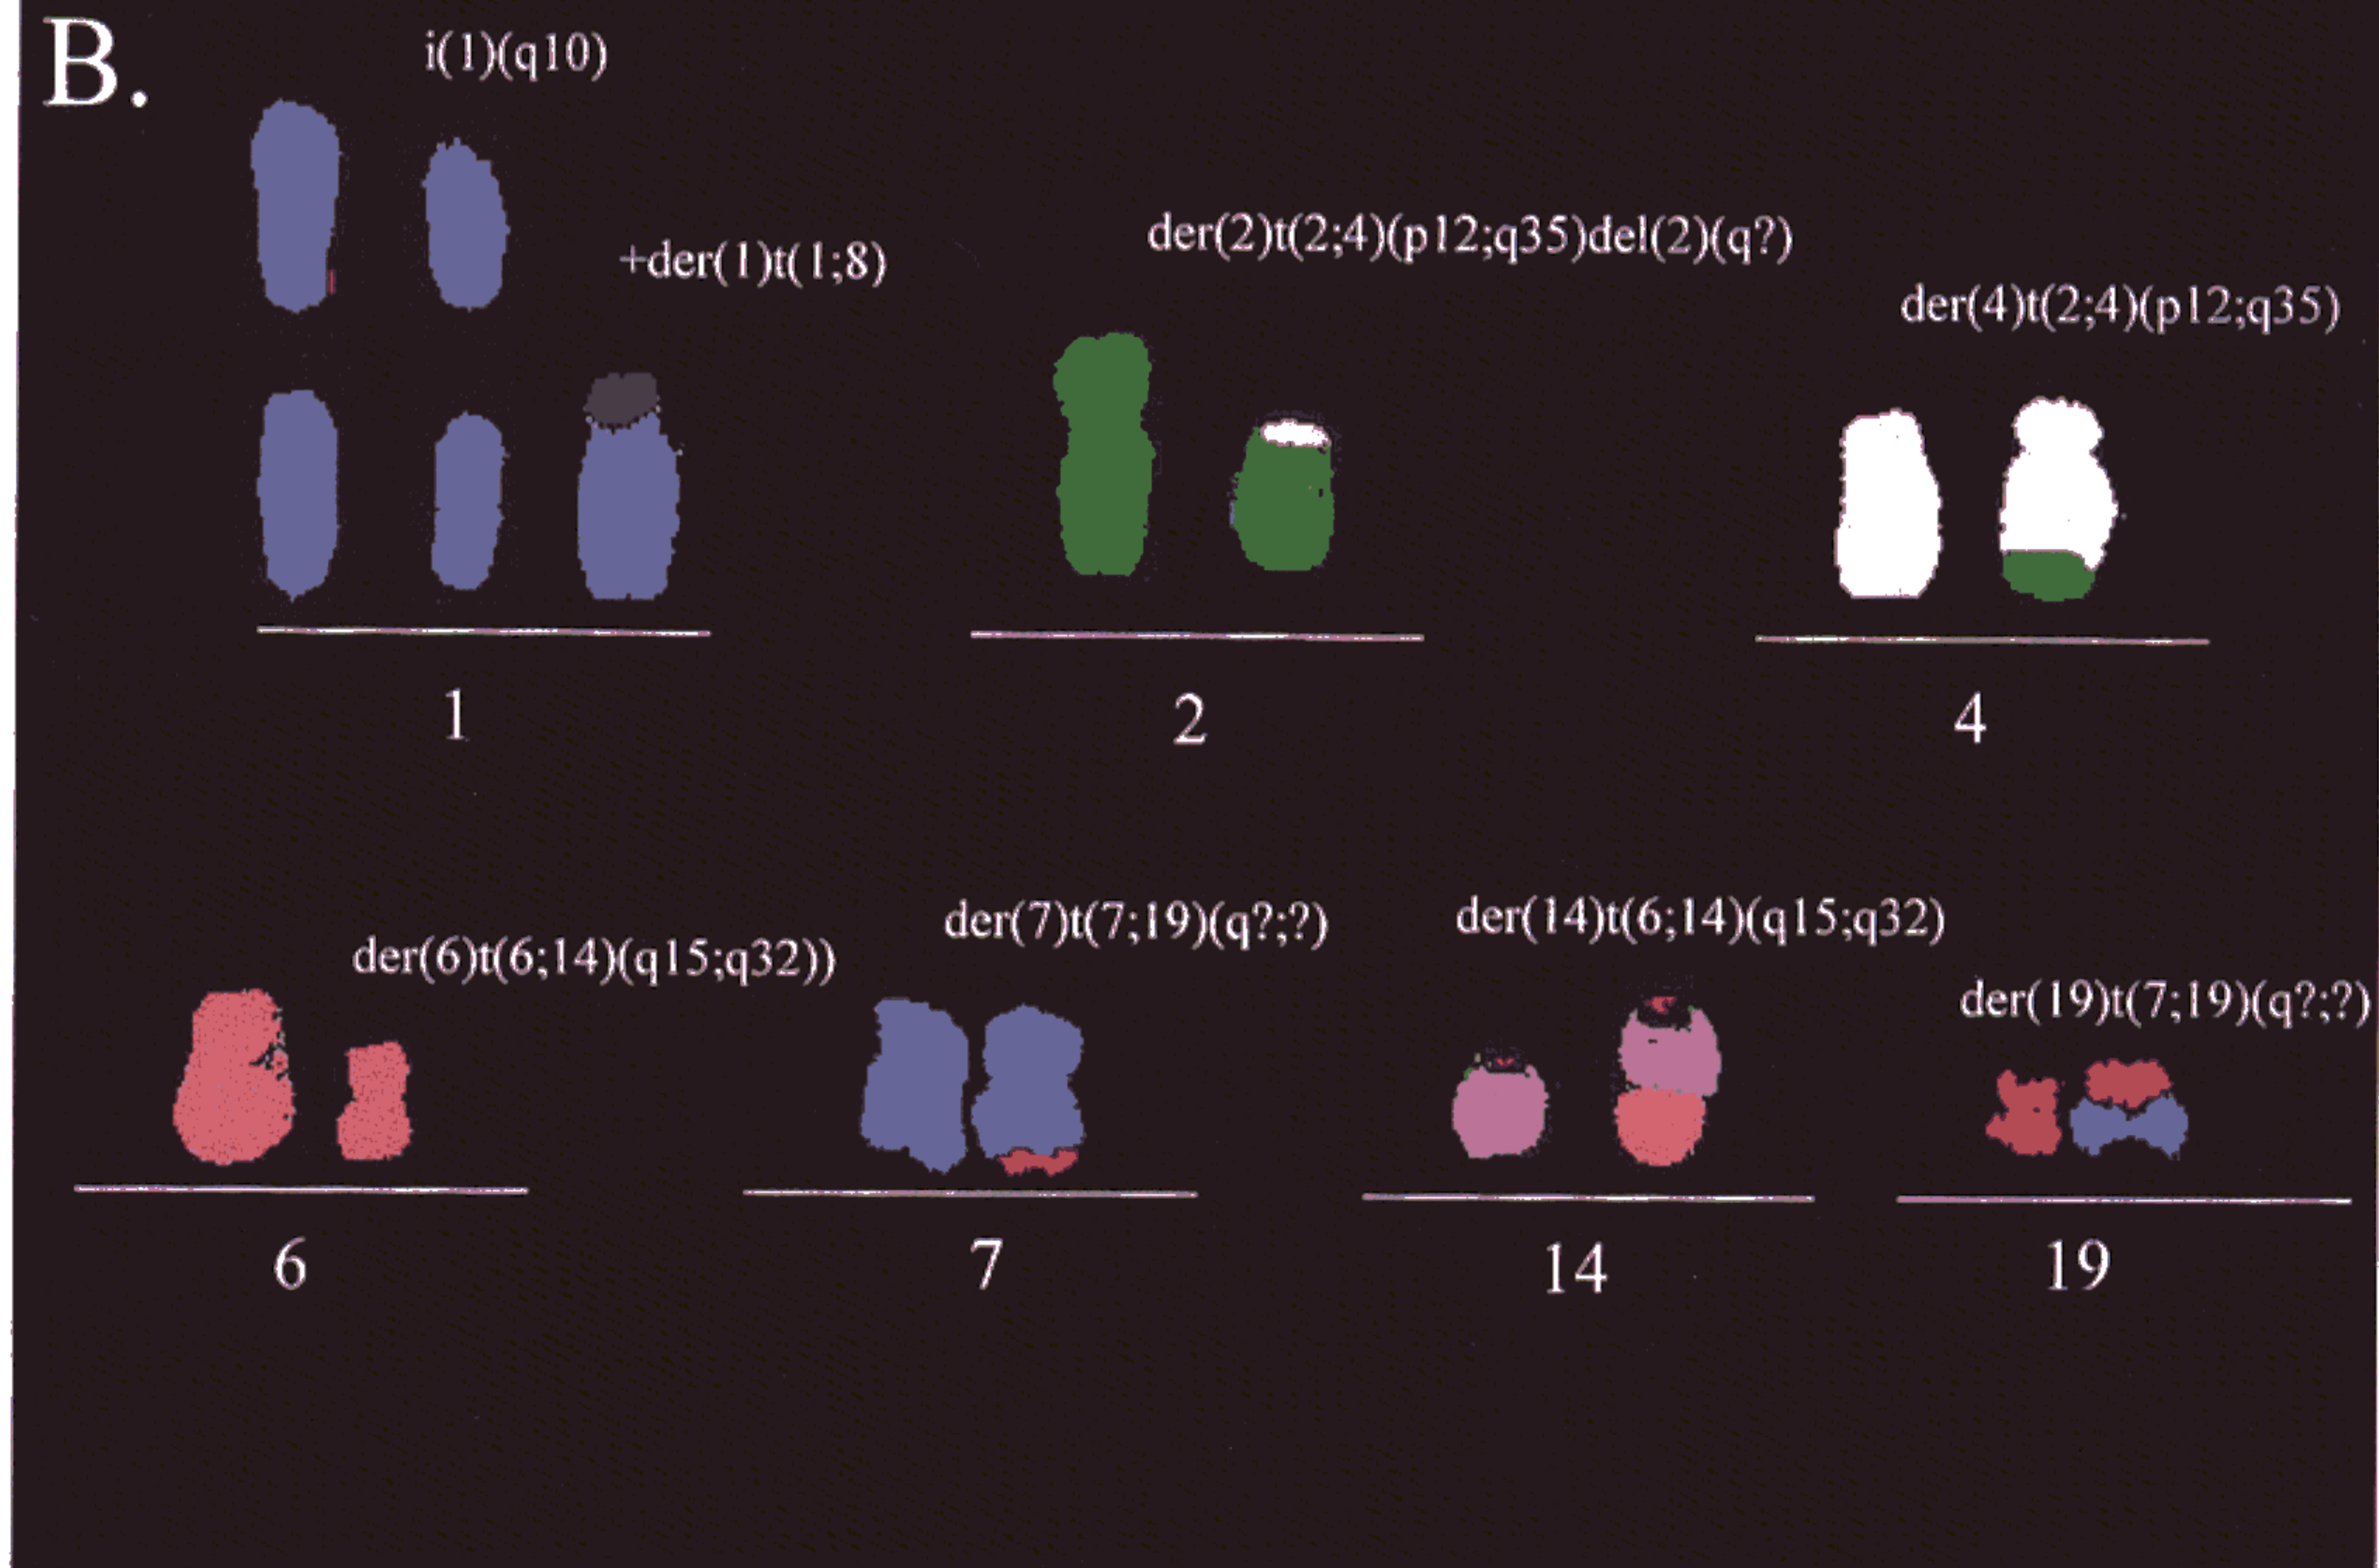 B.
i(1)(q10)
+der(1)t(1;8)
der(2)t(2;4)(p12;q35)del(2)(q?)
der(4)t(2;4)(p12;q35)
1
2
4
der(6)t(6;14)(q15;q32))
der(7)t(7;19)(q?;?)
der(14)t(6;14)(q15;q32)
der(19)t(7;19)(q?;?)
6
7
14
19